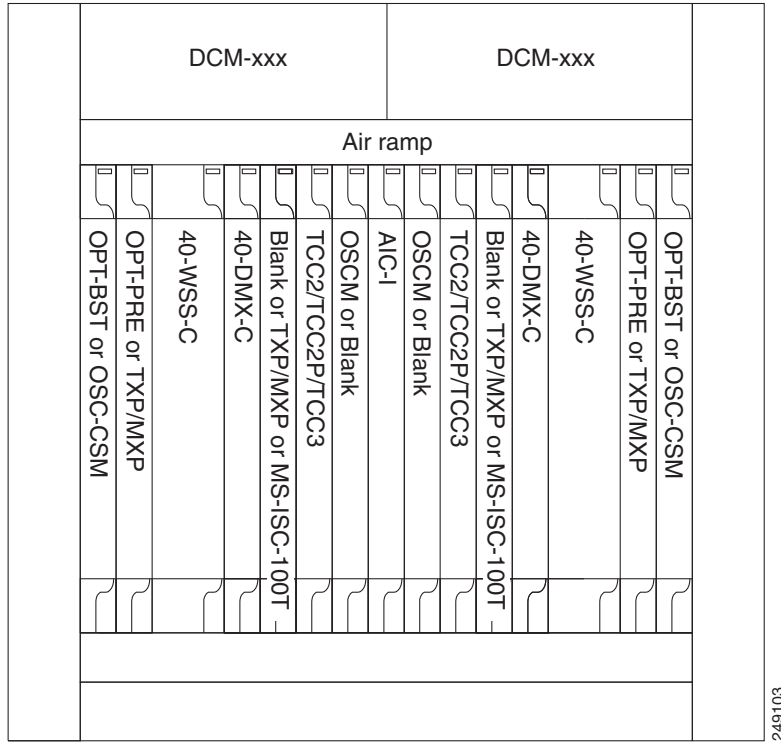 DCM-xxx
DCM-xxx
Air ramp
OPT-BST or OSC-CSM
OPT-PRE or TXP/MXP
40-WSS-C
40-DMX-C
Blank or TXP/MXP or MS-ISC-100T
TCC2/TCC2P/TCC3
OSCM or Blank
AIC-I
OSCM or Blank
TCC2/TCC2P/TCC3
Blank or TXP/MXP or MS-ISC-100T
40-DMX-C
40-WSS-C
OPT-PRE or TXP/MXP
OPT-BST or OSC-CSM
249103